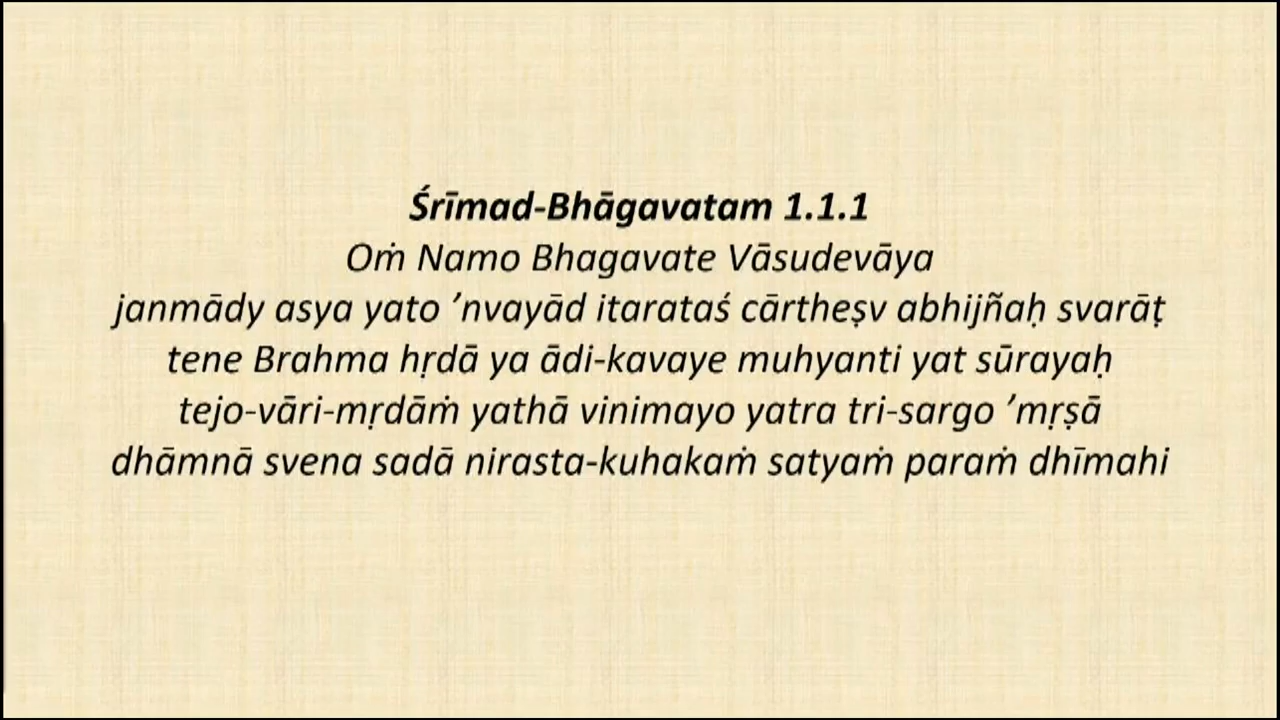 Śrīmad-Bhāgavatam 1.1.1
Oṁ Namo Bhagavate Vāsudevāya
janmādy asya yato ’nvayād itarataś cārtheṣv abhijñaḥ svarāṭ
tene Brahma hṛdā ya ādi-kavaye muhyanti yat sūrayaḥ
tejo-vāri-mṛdāṁ yathā vinimayo yatra tri-sargo ’mṛṣā
dhāmnā svena sadā nirasta-kuhakaṁ satyaṁ paraṁ dhīmahi